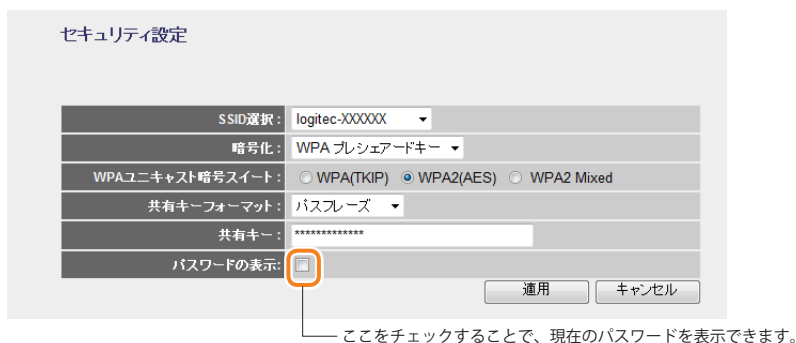 セキュリティ設定
SSID選択 : logitec-XXXXXX
暗号化 : WPA プレシェアードキー
WPAユニキャスト暗号スイート : WPA(TKIP) WPA2(AES) WPA2 Mixed
共有キーフォーマット : パスフレーズ
共有キー : *************
パスワードの表示:
適用 キャンセル
ここをチェックすることで、現在のパスワードを表示できます。